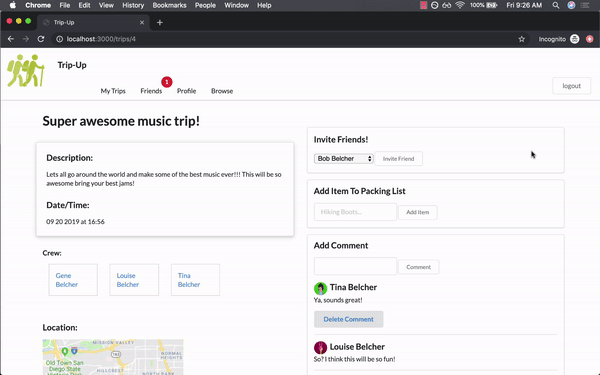 Chrome File Edit View History Bookmarks People Window Help
100% Fri 9:26 AM
Trip-Up
localhost:3000/trips/4
Incognito
Trip-Up
My Trips Friends 1 Profile Browse
logout
Super awesome music trip!
Description:
Lets all go around the world and make some of the best music ever!!! This will be so
awesome bring your best jams!
Date/Time:
09 20 2019 at 16:56
Crew:
Gene
Belcher
Louise
Belcher
Tina
Belcher
Location:
MISSION VALLEY
Old Town San
Diego State
Historic Park
HILLCREST
163
NORMAL
HEIGHTS
NORTH PARK
Invite Friends!
Bob Belcher Invite Friend
Add Item To Packing List
Hiking Boots... Add Item
Add Comment
Comment
Tina Belcher
Ya, sounds great!
Delete Comment
Louise Belcher
So? I think this will be so fun!